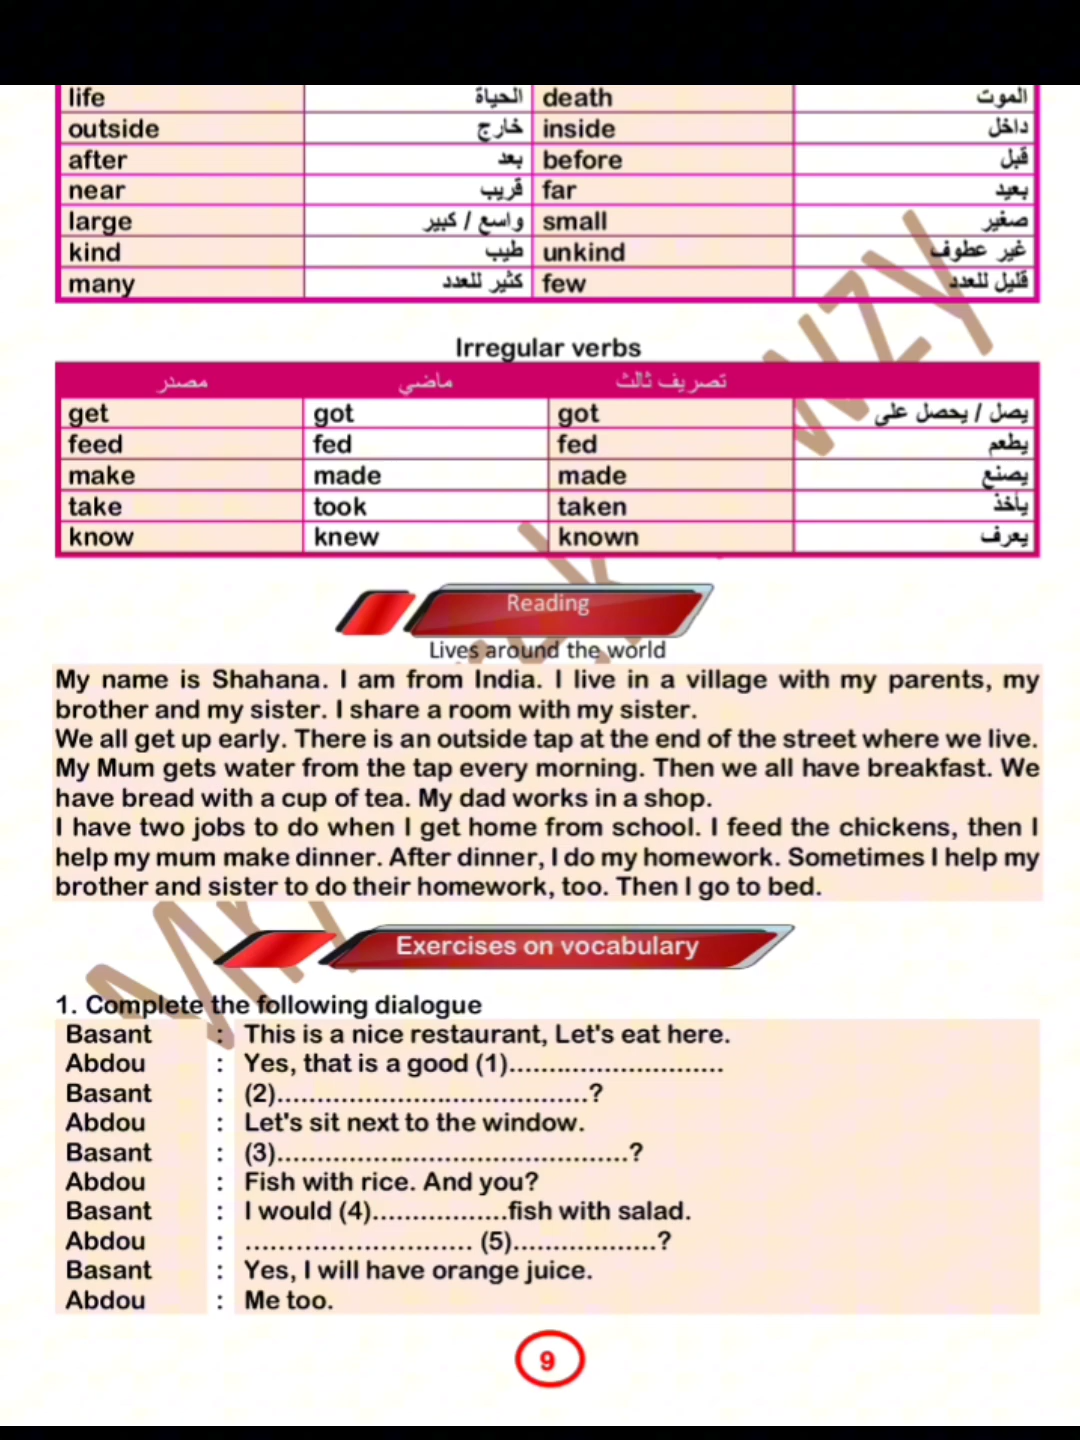 life الحياة death الموت
outside خارج inside داخل
after بعد before قبل
near قريب far بعيد
large واسع / كبير small صغير
kind طيب unkind غير عطوف
many كثير للعدد few قليل للعدد
Irregular verbs
مصدر ماضي تصريف ثالث
get got got يصل / يحصل على
feed fed fed يطعم
make made made يصنع
take took taken يأخذ
know knew known يعرف
Reading
Lives around the world
My name is Shahana. I am from India. I live in a village with my parents, my
brother and my sister. I share a room with my sister.
We all get up early. There is an outside tap at the end of the street where we live.
My Mum gets water from the tap every morning. Then we all have breakfast. We
have bread with a cup of tea. My dad works in a shop.
I have two jobs to do when I get home from school. I feed the chickens, then I
help my mum make dinner. After dinner, I do my homework. Sometimes I help my
brother and sister to do their homework, too. Then I go to bed.
Exercises on vocabulary
1. Complete the following dialogue
Basant : This is a nice restaurant, Let's eat here.
Abdou : Yes, that is a good (1)...........................
Basant : (2).......................................?
Abdou : Let's sit next to the window.
Basant : (3)............................................?
Abdou : Fish with rice. And you?
Basant : I would (4).................fish with salad.
Abdou : ............................ (5)..................?
Basant : Yes, I will have orange juice.
Abdou : Me too.
9